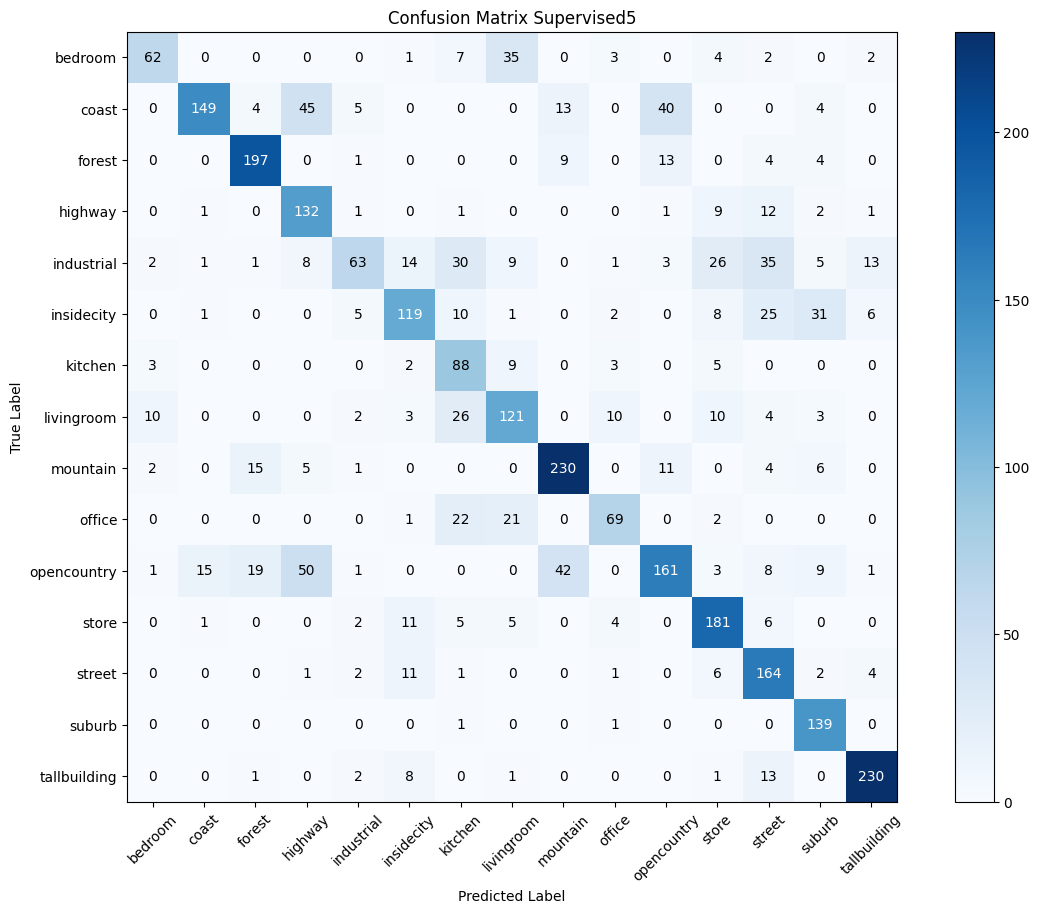 Confusion Matrix Supervised5
bedroom 62 0 0 0 0 1 7 35 0 3 0 4 2 0 2
coast 0 149 4 45 5 0 0 0 13 0 40 0 0 4 0
forest 0 0 197 0 1 0 0 0 9 0 13 0 4 4 0
highway 0 1 0 132 1 0 1 0 0 0 1 9 12 2 1
industrial 2 1 1 8 63 14 30 9 0 1 3 26 35 5 13
insidecity 0 1 0 0 5 119 10 1 0 2 0 8 25 31 6
kitchen 3 0 0 0 0 2 88 9 0 3 0 5 0 0 0
livingroom 10 0 0 0 2 3 26 121 0 10 0 10 4 3 0
mountain 2 0 15 5 1 0 0 0 230 0 11 0 4 6 0
office 0 0 0 0 0 1 22 21 0 69 0 2 0 0 0
opencountry 1 15 19 50 1 0 0 0 42 0 161 3 8 9 1
store 0 1 0 0 2 11 5 5 0 4 0 181 6 0 0
street 0 0 0 1 2 11 1 0 0 1 0 6 164 2 4
suburb 0 0 0 0 0 0 1 0 0 1 0 0 0 139 0
tallbuilding 0 0 1 0 2 8 0 1 0 0 0 1 13 0 230
True Label
bedroom coast forest highway industrial insidecity kitchen livingroom mountain office opencountry store street suburb tallbuilding
Predicted Label
200
150
100
50
0